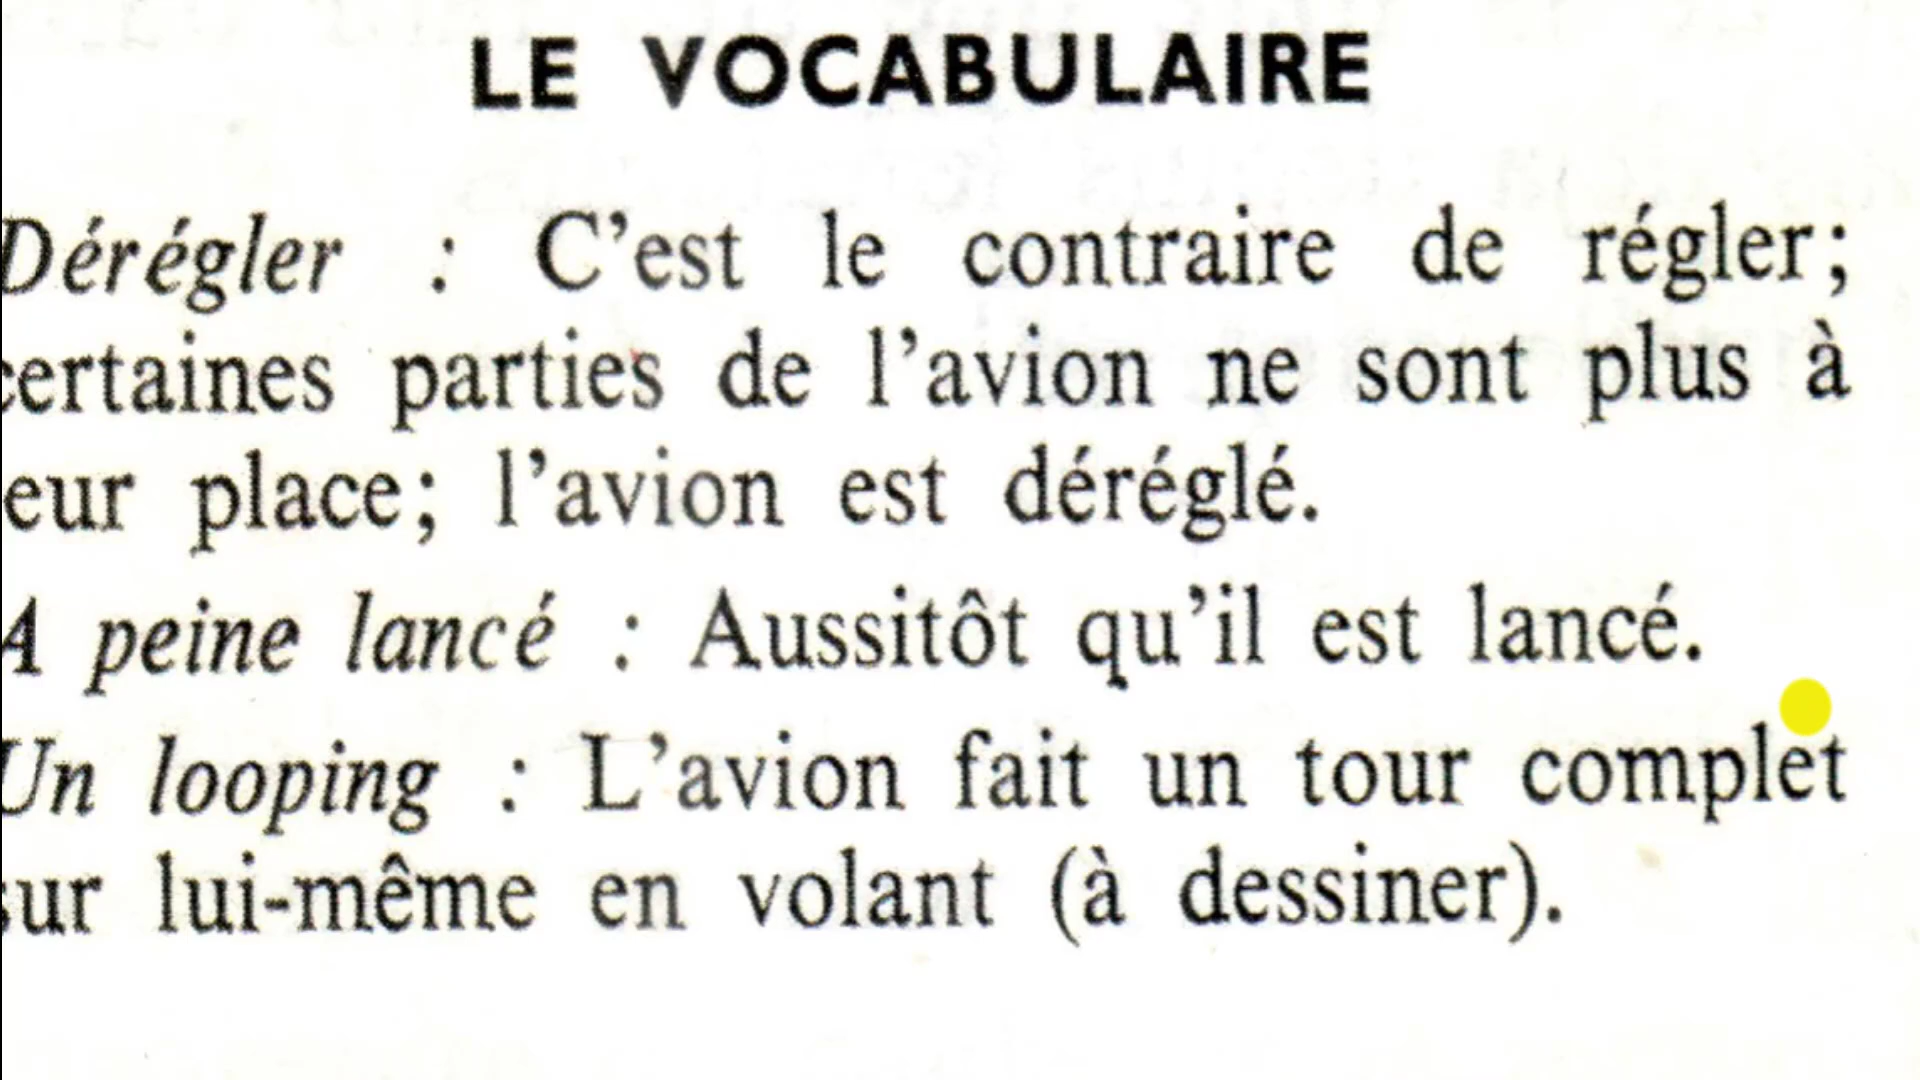 LE VOCABULAIRE
Dérégler : C'est le contraire de régler;
certaines parties de l'avion ne sont plus à
eur place; l'avion est déréglé.
A peine lancé : Aussitôt qu'il est lancé.
Un looping : L'avion fait un tour complet
sur lui-même en volant (à dessiner).